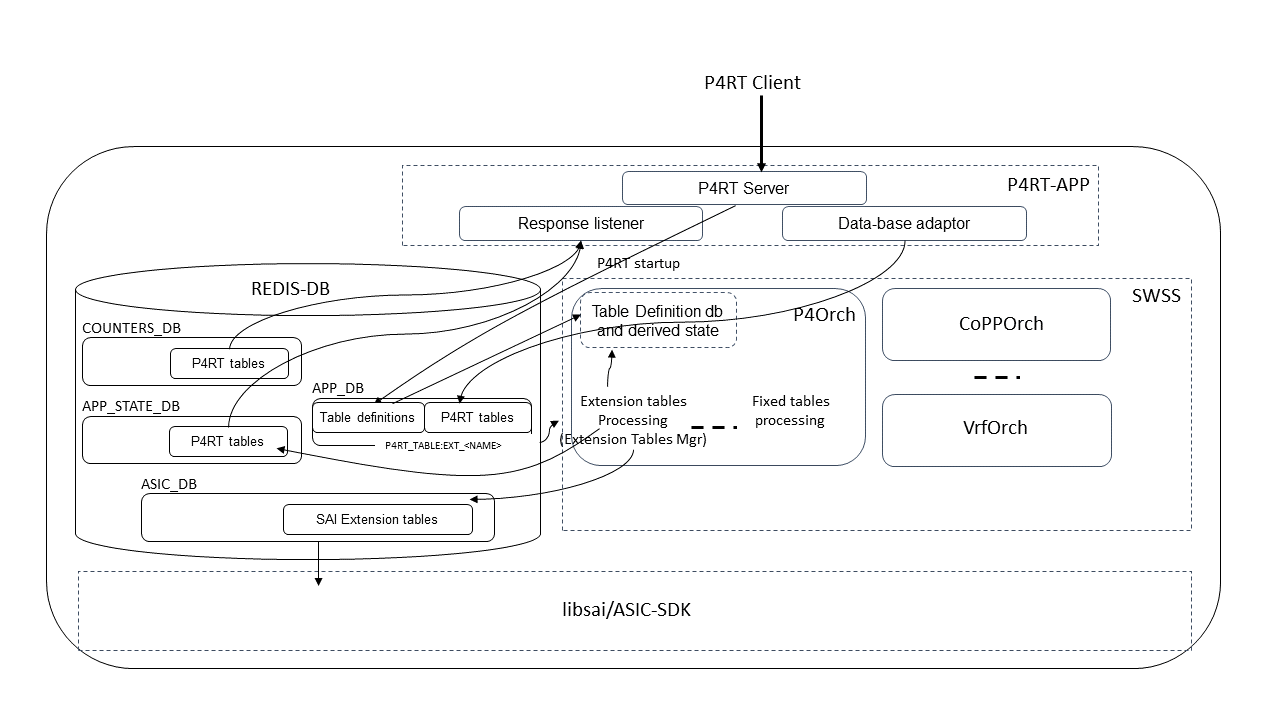 P4RT Client
P4RT Server
P4RT-APP
Response listener
Data-base adaptor
P4RT startup
REDIS-DB
SWSS
Table Definition db
and derived state
P4Orch
CoPPOrch
COUNTERS_DB
P4RT tables
APP_DB
APP_STATE_DB
Table definitions
P4RT tables
P4RT tables
P4RT_TABLE:EXT_<NAME>
Extension tables
Processing
(Extension Tables Mgr)
Fixed tables
processing
VrfOrch
ASIC_DB
SAI Extension tables
libsai/ASIC-SDK